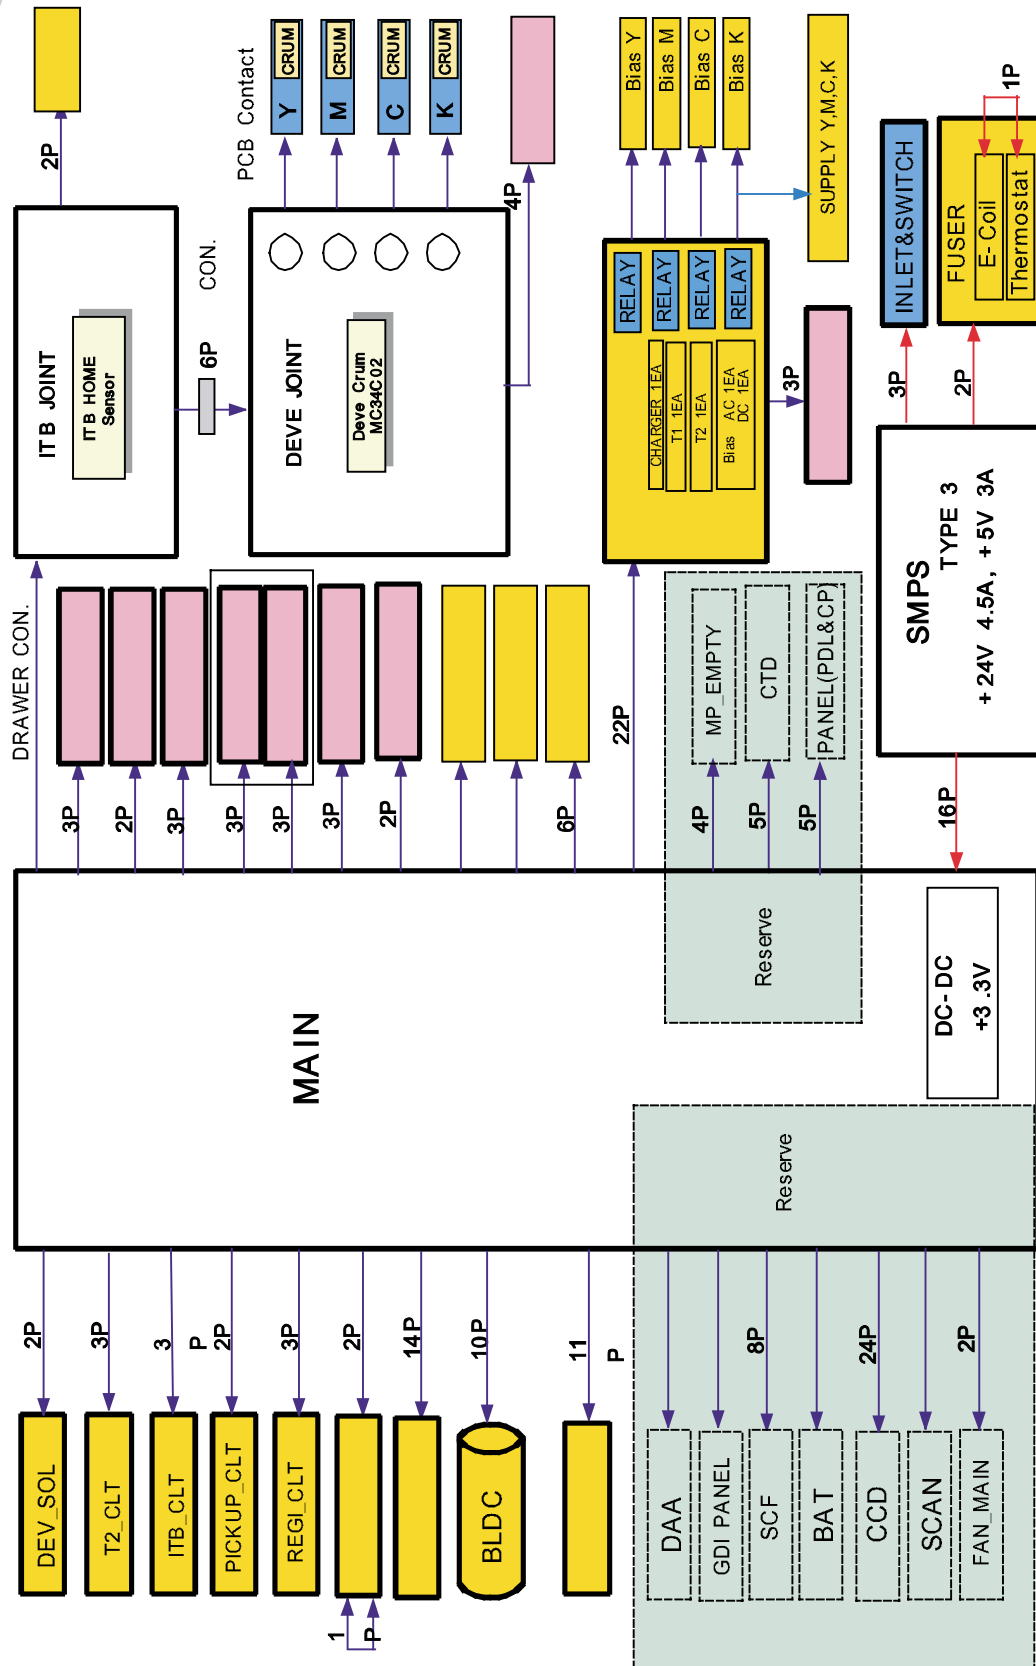 2P
IT B JOINT
IT B HOME
Sensor
CON.
6P
PCB Contact
Y
CRUM
M
CRUM
C
CRUM
K
CRUM
DEVE JOINT
Deve Crum
MC34C02
4P
Bias Y
Bias M
Bias C
Bias K
SUPPLY Y,M,C,K
RELAY
RELAY
RELAY
RELAY
CHARGER 1EA
T1 1EA
T2 1EA
Bias AC 1EA
DC 1EA
3P
INLET&SWITCH
FUSER
E- Coil
Thermostat
1P
3P
2P
SMPS
TYPE 3
+24V 4.5A, +5V 3A
16P
DRAWER CON.
3P
2P
3P
3P
3P
3P
2P
6P
22P
MP_EMPTY
CTD
PANEL(PDL&CP)
4P
5P
5P
Reserve
MAIN
DC- DC
+3 .3V
Reserve
2P
3P
3
P
2P
3P
2P
14P
10P
11
P
8P
24P
2P
DEV_SOL
T2_CLT
ITB_CLT
PICKUP_CLT
REGI_CLT
1
P
BLDC
DAA
GDI PANEL
SCF
BAT
CCD
SCAN
FAN_MAIN